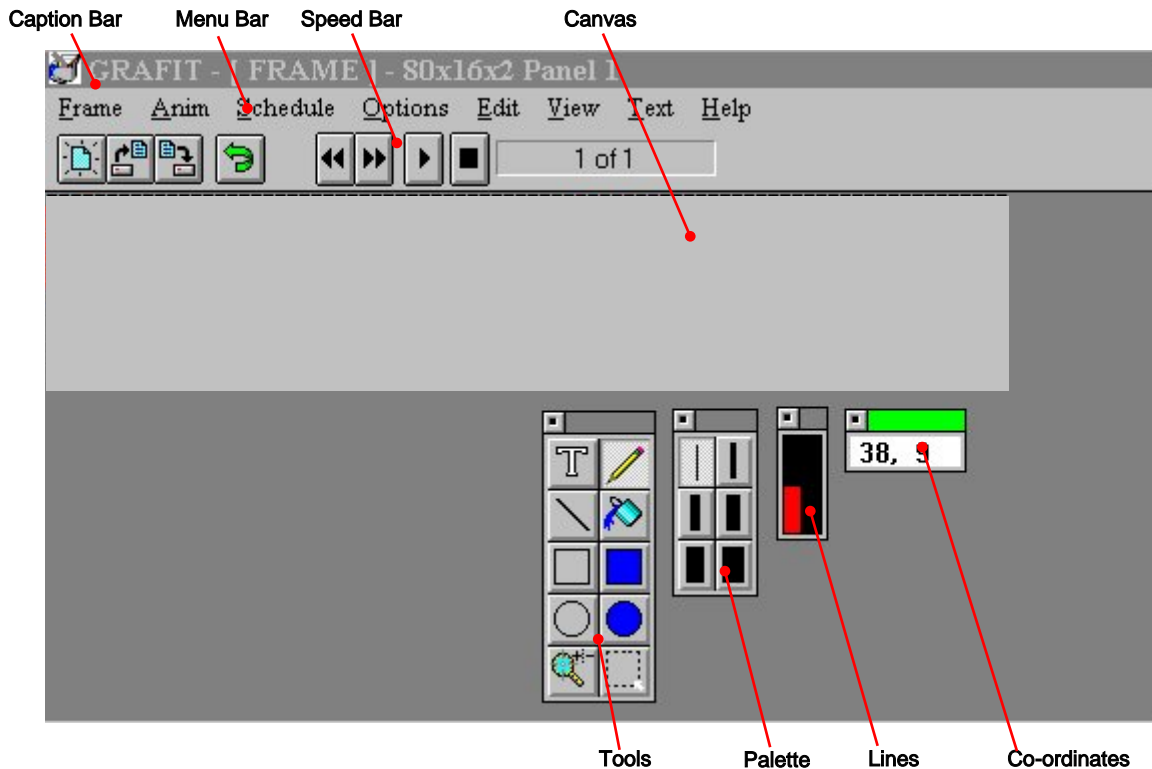 Caption Bar Menu Bar Speed Bar Canvas
GRAFIT - [ FRAME ] - 80x16x2 Panel 1
Frame Anim Schedule Options Edit View Text Help
1 of 1
T
38, 9
Tools Palette Lines Co-ordinates